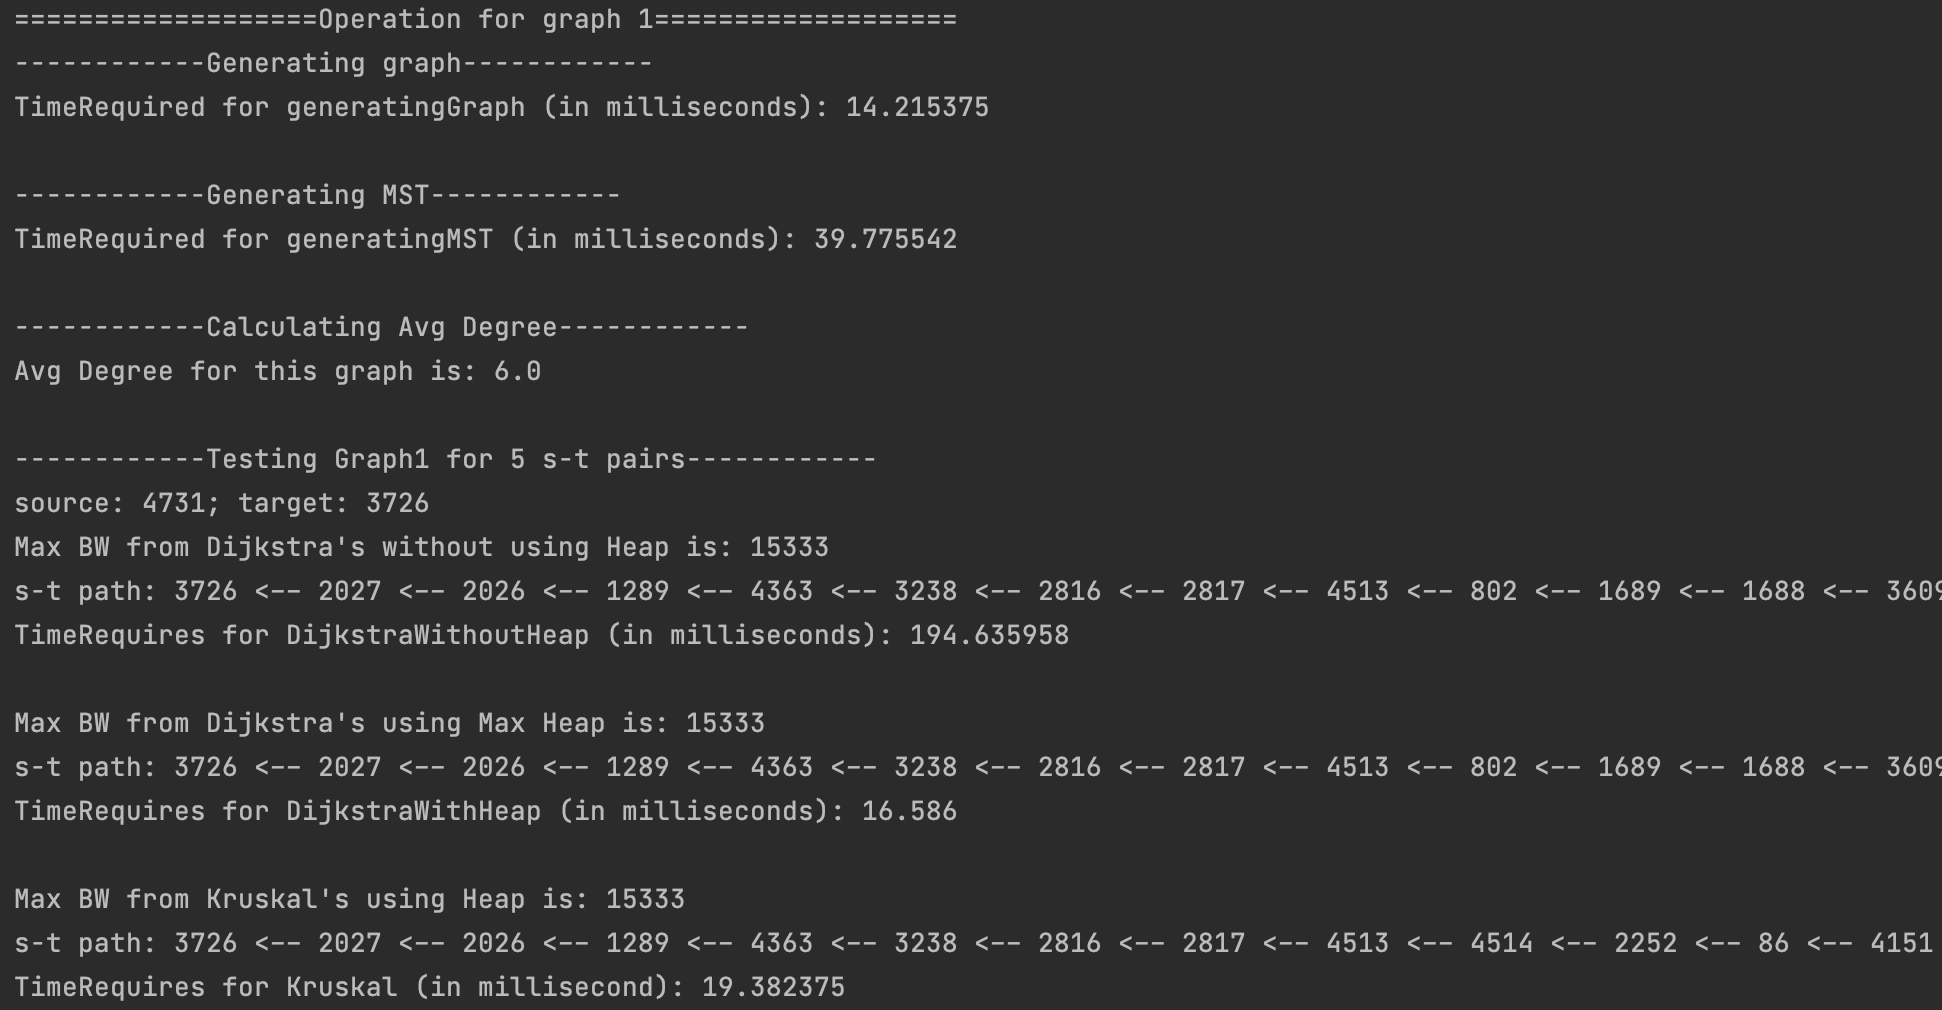 ===================Operation for graph 1===================
------------Generating graph------------
TimeRequired for generatingGraph (in milliseconds): 14.215375
------------Generating MST------------
TimeRequired for generatingMST (in milliseconds): 39.775542
------------Calculating Avg Degree------------
Avg Degree for this graph is: 6.0
------------Testing Graph1 for 5 s-t pairs------------
source: 4731; target: 3726
Max BW from Dijkstra's without using Heap is: 15333
s-t path: 3726 <-- 2027 <-- 2026 <-- 1289 <-- 4363 <-- 3238 <-- 2816 <-- 2817 <-- 4513 <-- 802 <-- 1689 <-- 1688 <-- 3609
TimeRequires for DijkstraWithoutHeap (in milliseconds): 194.635958
Max BW from Dijkstra's using Max Heap is: 15333
s-t path: 3726 <-- 2027 <-- 2026 <-- 1289 <-- 4363 <-- 3238 <-- 2816 <-- 2817 <-- 4513 <-- 802 <-- 1689 <-- 1688 <-- 3609
TimeRequires for DijkstraWithHeap (in milliseconds): 16.586
Max BW from Kruskal's using Heap is: 15333
s-t path: 3726 <-- 2027 <-- 2026 <-- 1289 <-- 4363 <-- 3238 <-- 2816 <-- 2817 <-- 4513 <-- 4514 <-- 2252 <-- 86 <-- 4151
TimeRequires for Kruskal (in millisecond): 19.382375